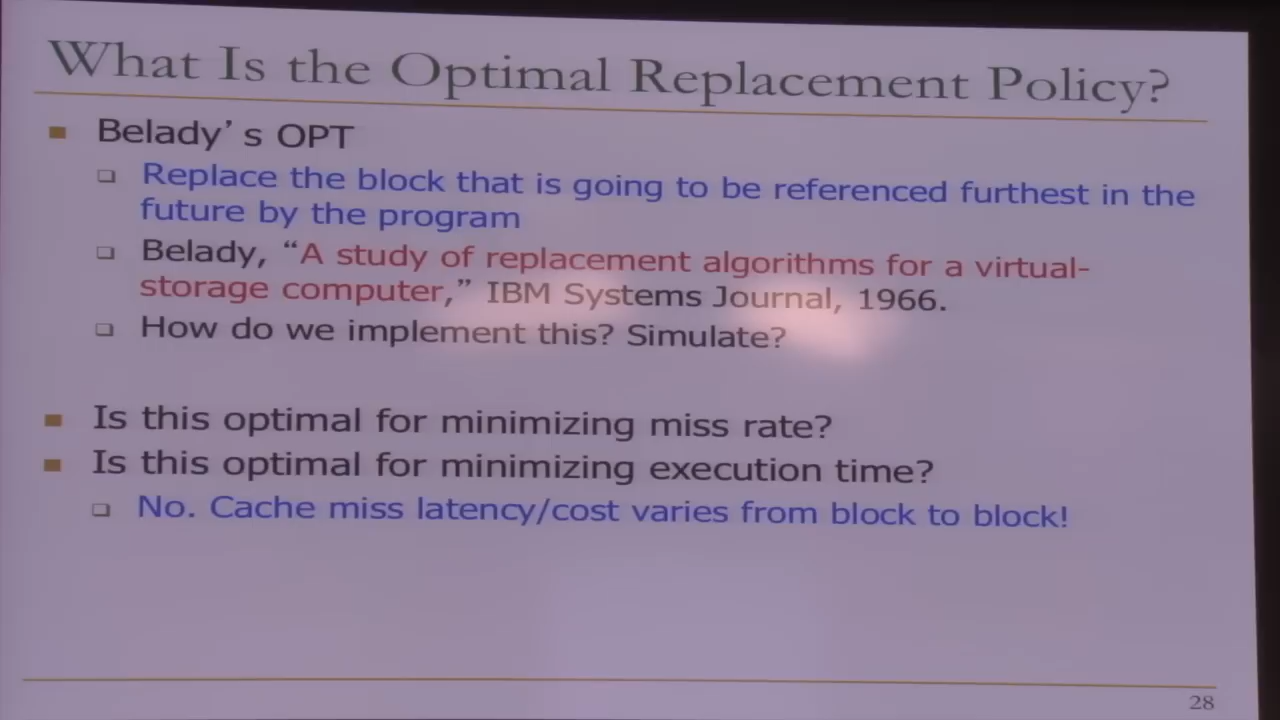 What Is the Optimal Replacement Policy?
Belady's OPT
Replace the block that is going to be referenced furthest in the
future by the program
Belady, “A study of replacement algorithms for a virtual-
storage computer,” IBM Systems Journal, 1966.
How do we implement this? Simulate?
Is this optimal for minimizing miss rate?
Is this optimal for minimizing execution time?
No. Cache miss latency/cost varies from block to block!
28